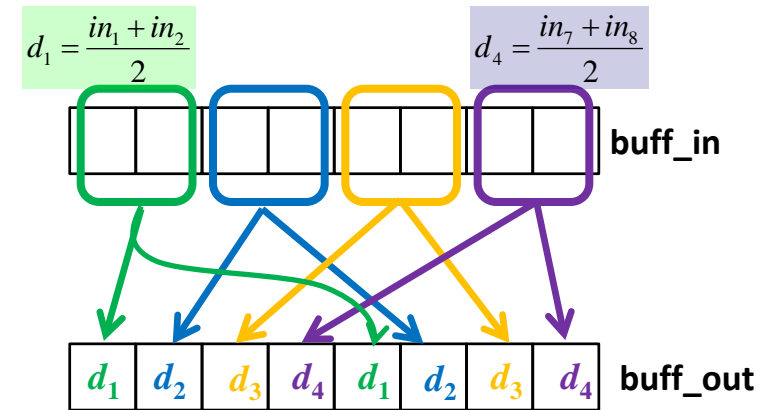 d₁ = (in₁ + in₂) / 2
d₄ = (in₇ + in₈) / 2
buff_in
d₁ d₂ d₃ d₄ d₁ d₂ d₃ d₄ buff_out